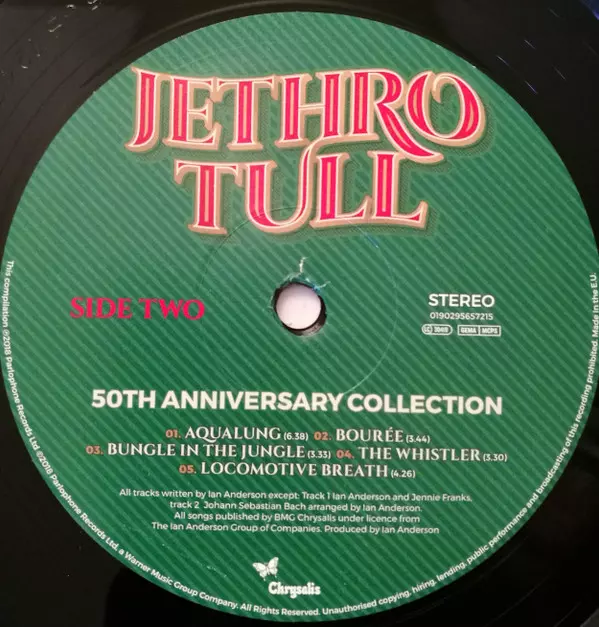 JETHRO
TULL
SIDE TWO
STEREO
0190295657215
LC 30419
GEMA MCPS
50TH ANNIVERSARY COLLECTION
01. AQUALUNG (6.38) 02. BOURÉE (3.44)
03. BUNGLE IN THE JUNGLE (3.33) 04. THE WHISTLER (3.30)
05. LOCOMOTIVE BREATH (4.26)
All tracks written by Ian Anderson except: Track 1 Ian Anderson and Jennie Franks,
track 2 Johann Sebastian Bach arranged by Ian Anderson.
All songs published by BMG Chrysalis under licence from
The Ian Anderson Group of Companies. Produced by Ian Anderson
Chrysalis
This compilation ℗2018 Parlophone Records Ltd ©2018 Parlophone Records Ltd, a Warner Music Group Company. All Rights Reserved. Unauthorised copying, hiring, lending, public performance and broadcasting of this recording prohibited. Made in the E.U.